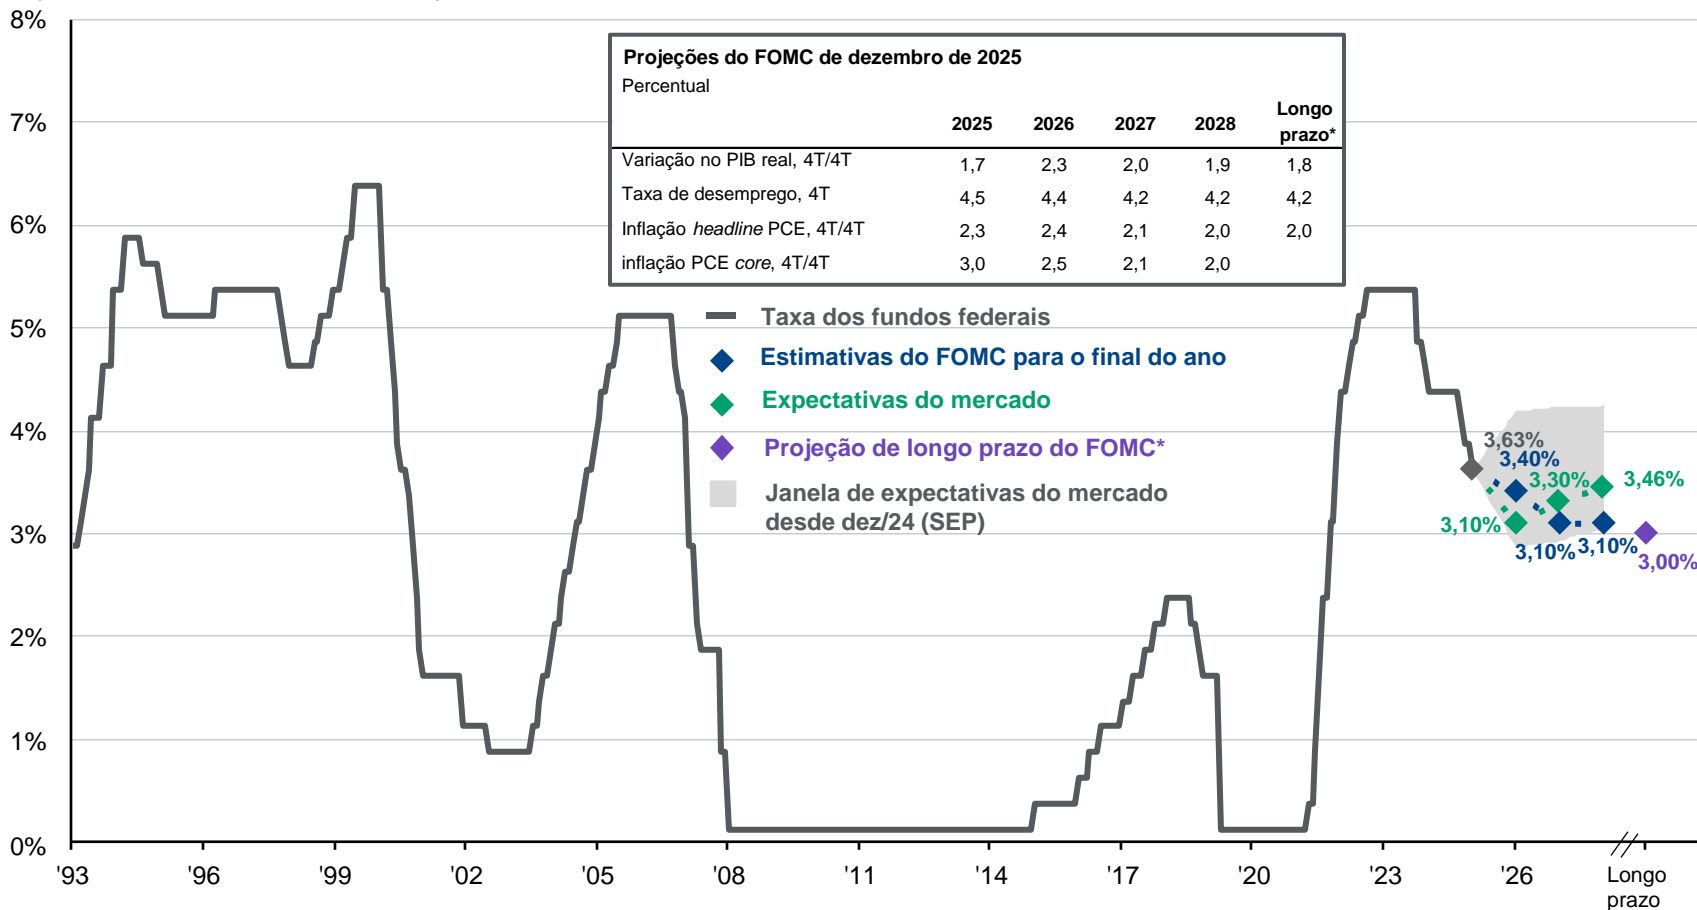 8%
7%
6%
5%
4%
3%
2%
1%
0%
Projeções do FOMC de dezembro de 2025
Percentual
2025 2026 2027 2028 Longo prazo*
Variação no PIB real, 4T/4T 1,7 2,3 2,0 1,9 1,8
Taxa de desemprego, 4T 4,5 4,4 4,2 4,2 4,2
Inflação headline PCE, 4T/4T 2,3 2,4 2,1 2,0 2,0
inflação PCE core, 4T/4T 3,0 2,5 2,1 2,0
Taxa dos fundos federais
Estimativas do FOMC para o final do ano
Expectativas do mercado
Projeção de longo prazo do FOMC*
Janela de expectativas do mercado
desde dez/24 (SEP)
3,63%
3,40%
3,30%
3,46%
3,10%
3,10%
3,10%
3,00%
'93 '96 '99 '02 '05 '08 '11 '14 '17 '20 '23 '26 Longo
prazo